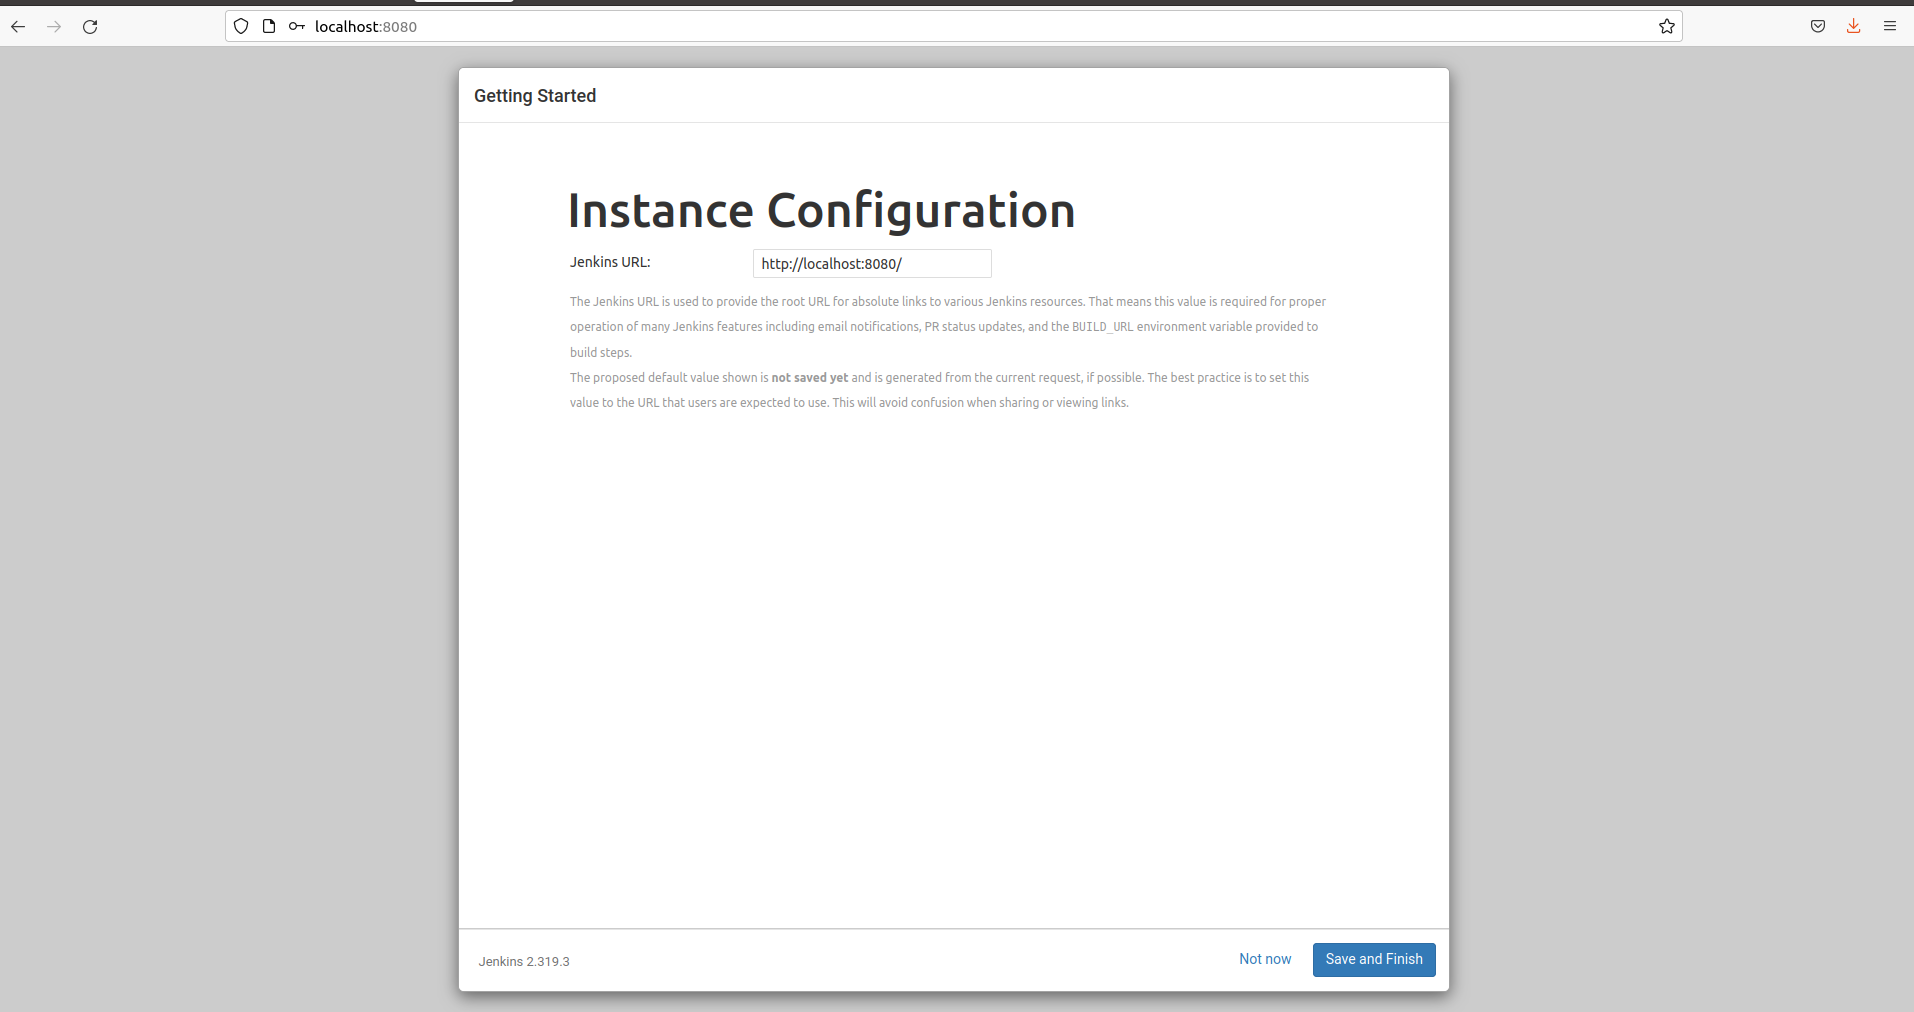 localhost:8080
Getting Started
Instance Configuration
Jenkins URL:
http://localhost:8080/
The Jenkins URL is used to provide the root URL for absolute links to various Jenkins resources. That means this value is required for proper
operation of many Jenkins features including email notifications, PR status updates, and the BUILD_URL environment variable provided to
build steps.
The proposed default value shown is not saved yet and is generated from the current request, if possible. The best practice is to set this
value to the URL that users are expected to use. This will avoid confusion when sharing or viewing links.
Jenkins 2.319.3
Not now
Save and Finish